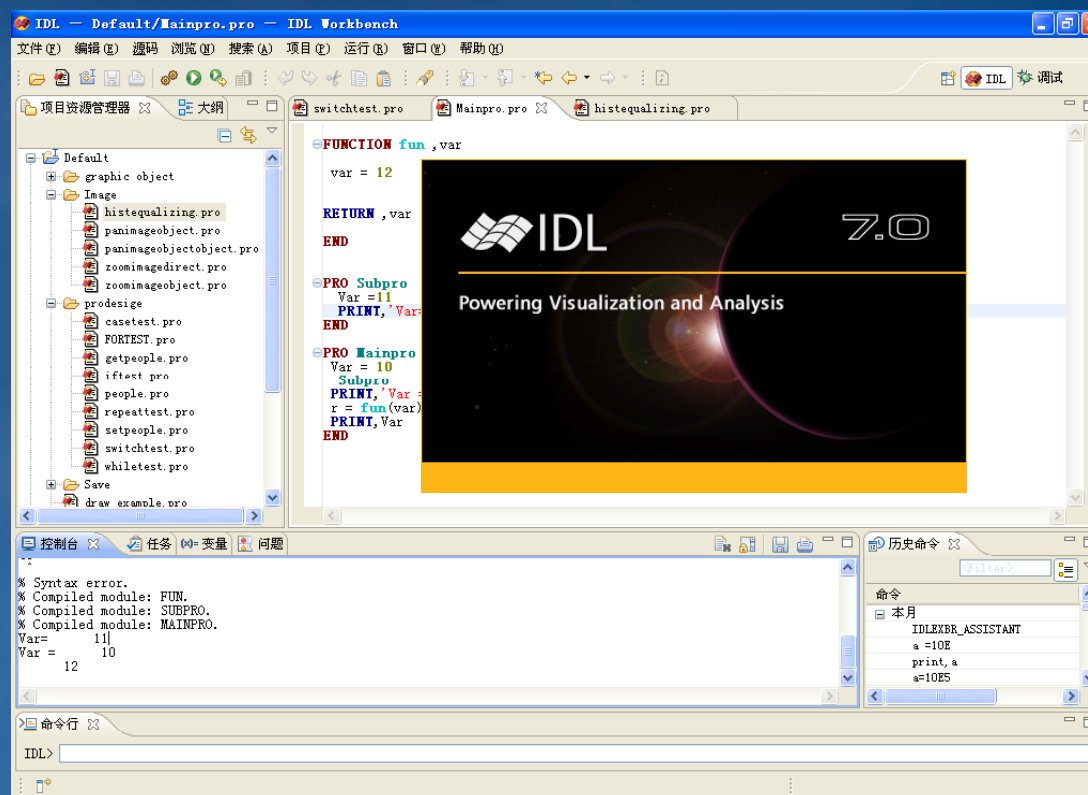 IDL — Default/Mainpro.pro — IDL Workbench
文件(F) 编辑(E) 源码 浏览(N) 搜索(A) 项目(P) 运行(R) 窗口(W) 帮助(H)
IDL 调试
项目资源管理器 大纲
switchtest.pro Mainpro.pro histequalizing.pro
Default
graphic object
Image
histequalizing.pro
panimageobject.pro
panimageobjectobject.pro
zoomimagedirect.pro
zoomimageobject.pro
prodesige
casetest.pro
FORTEST.pro
getpeople.pro
iftest.pro
people.pro
repeattest.pro
setpeople.pro
switchtest.pro
whiletest.pro
Save
draw_example.pro
FUNCTION fun ,var
var = 12
RETURN ,var
END
PRO Subpro
Var =11
PRINT,'Var=
END
PRO Mainpro
Var = 10
Subpro
PRINT,'Var =
r = fun(var)
PRINT,Var
END
IDL 7.0
Powering Visualization and Analysis
控制台 任务 (x)= 变量 问题
% Syntax error.
% Compiled module: FUN.
% Compiled module: SUBPRO.
% Compiled module: MAINPRO.
Var= 11
Var = 10
12
历史命令
<Filter>
命令
本月
IDLEXBR_ASSISTANT
a =10E
print,a
a=10E5
命令行
IDL>